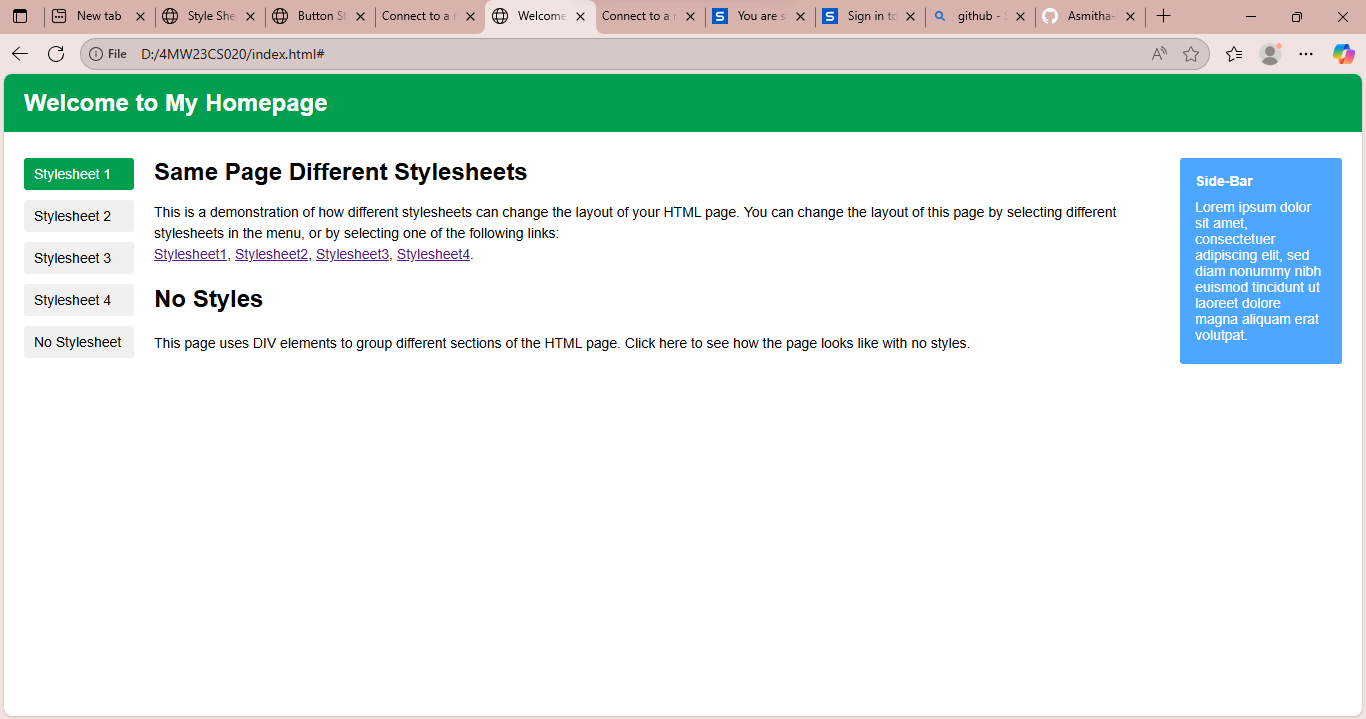 New tab
Style She
Button St
Connect to a n
Welcome
Connect to a n
You are s
Sign in to
github - S
Asmitha-
File D:/4MW23CS020/index.html#
Welcome to My Homepage
Stylesheet 1
Stylesheet 2
Stylesheet 3
Stylesheet 4
No Stylesheet
Same Page Different Stylesheets
This is a demonstration of how different stylesheets can change the layout of your HTML page. You can change the layout of this page by selecting different
stylesheets in the menu, or by selecting one of the following links:
Stylesheet1, Stylesheet2, Stylesheet3, Stylesheet4.
No Styles
This page uses DIV elements to group different sections of the HTML page. Click here to see how the page looks like with no styles.
Side-Bar
Lorem ipsum dolor
sit amet,
consectetuer
adipiscing elit, sed
diam nonummy nibh
euismod tincidunt ut
laoreet dolore
magna aliquam erat
volutpat.